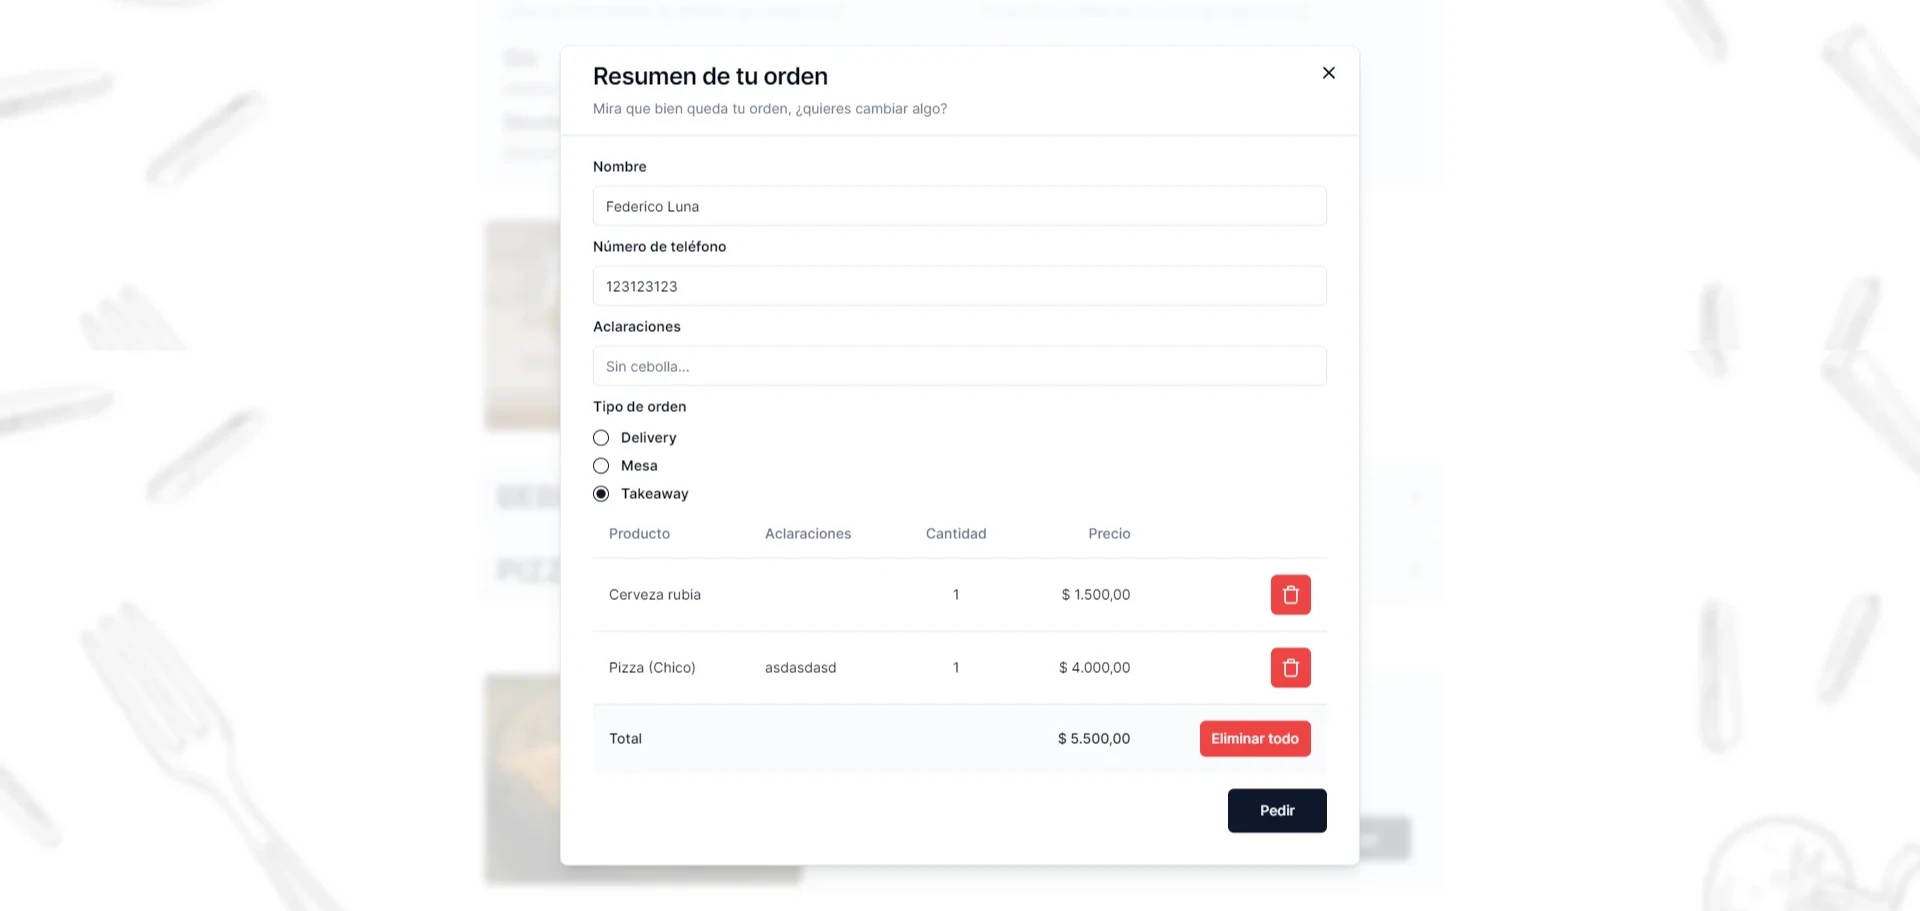 Resumen de tu orden
Mira que bien queda tu orden, ¿quieres cambiar algo?
Nombre
Federico Luna
Número de teléfono
123123123
Aclaraciones
Sin cebolla...
Tipo de orden
Delivery
Mesa
Takeaway
Producto Aclaraciones Cantidad Precio
Cerveza rubia 1 $ 1.500,00
Pizza (Chico) asdasdasd 1 $ 4.000,00
Total $ 5.500,00 Eliminar todo
Pedir